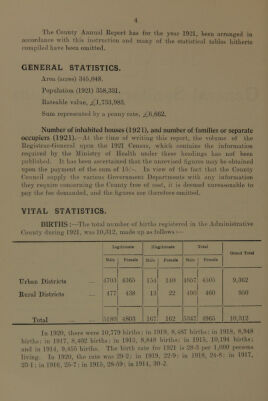 4
The County Annual Report has for the year 1921, been arranged in
accordance with this instruction and many of the statistical tables hitherto
compiled have been omitted.
GENERAL STATISTICS.
Area (acres) 345,048.
Population (1921) 358,331.
Rateable value, £1,733,985.
Sum represented by a penny rate, £6,662.
Number of inhabited houses (1921), and number of families or separate
occupiers (1921).—At the time of writing this report, the volume of the
Registrar-General upon the 1921 Census, which contains the information
required by the Ministry of Health under these headings has not been
published. It has been ascertained that the unrevised figures may be obtained
upon the payment of the sum of 15/-. In view of the fact that the County
Council supply the various Government Departments with any information
they require concerning the County free of cost, it is deemed unreasonable to
pay the fee demanded, and the figures are therefore omitted.
VITAL STATISTICS.
BIRTHS :—The total number of births registered in the Administrative
County during 1921, was 10,312, made up as follows :—
Legitimate Illegitimate Total Grand Total
Male Female Male Female Male Female
Urban Districts ... 4703 4365 154 140 4857 4505 9,362
Rural Districts ... 477 438 13 22 490 460 950
Total ... 5180 4803 167 162 5347 4965 10,312
In 1920, there were 10,779 births; in 1919, 8,487 births; in 1918, 8,948
births; in 1917, 8,402 births; in 1915, 8,848 births; in 1915, 10,194 births;
and in 1914, 9,455 births. The birth rate for 1921 is 28·3 per 1,000 persons
living. In 1920, the rate was 29·2; in 1919, 22·9; in 1918, 24·8; in 1917,
23·1; in 1916, 25·7; in 1915, 28·59; in 1914, 30·2.